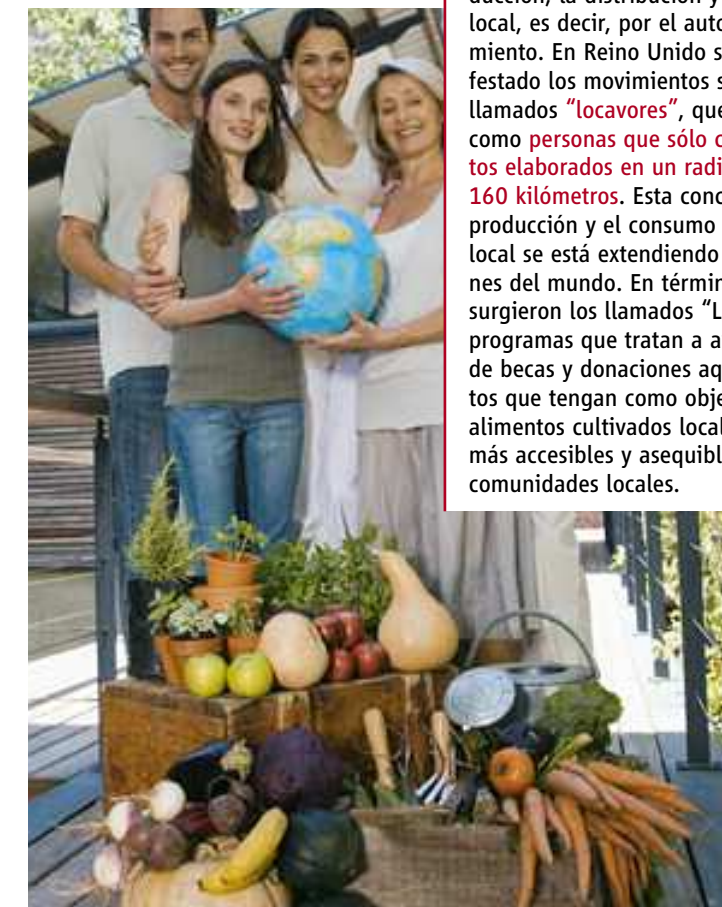 ducción, la distribución y
local, es decir, por el auto
miento. En Reino Unido s
festado los movimientos s
llamados “locavores”, que
como personas que sólo c
tos elaborados en un radi
160 kilómetros. Esta conc
producción y el consumo
local se está extendiendo
nes del mundo. En términ
surgieron los llamados “L
programas que tratan a a
de becas y donaciones aq
tos que tengan como obje
alimentos cultivados local
más accesibles y asequibl
comunidades locales.